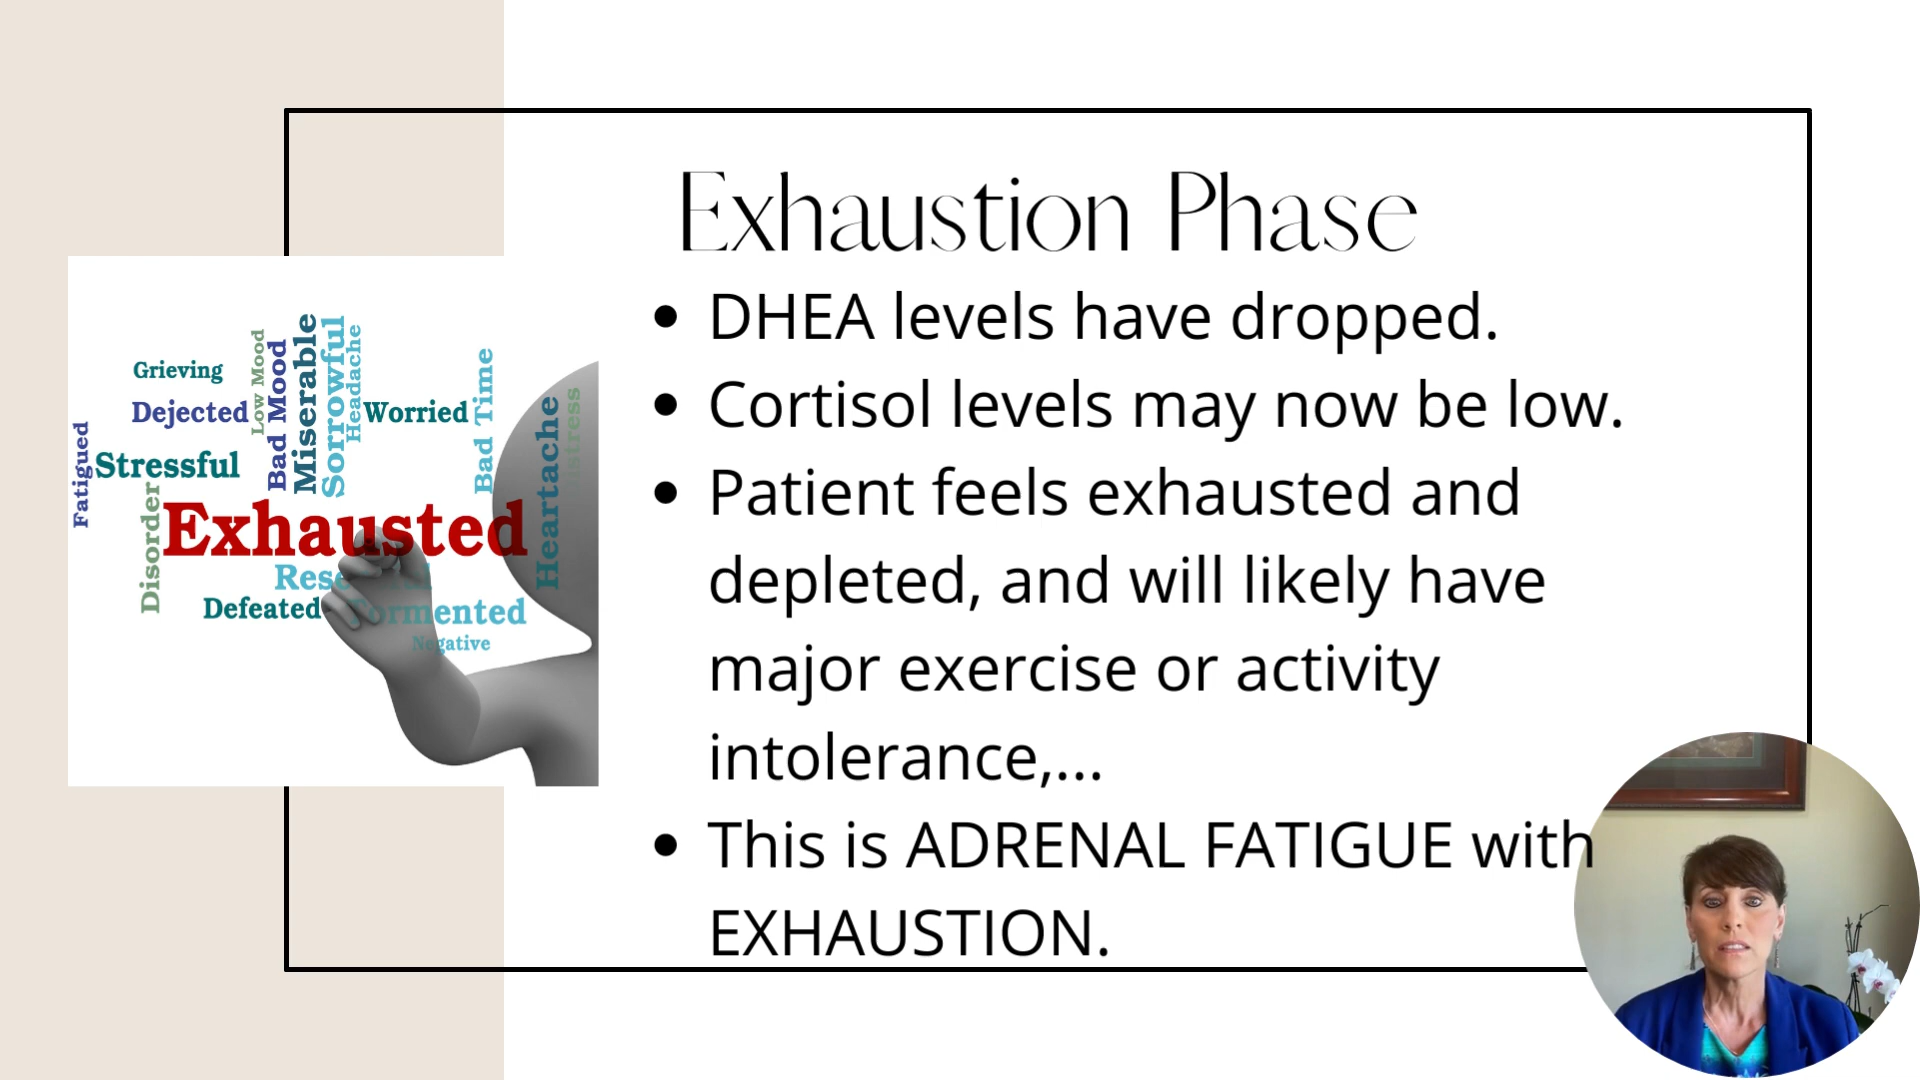 Exhaustion Phase
• DHEA levels have dropped.
• Cortisol levels may now be low.
• Patient feels exhausted and
depleted, and will likely have
major exercise or activity
intolerance,...
• This is ADRENAL FATIGUE with
EXHAUSTION.
Grieving
Dejected
Low Mood
Bad Mood
Miserable
Sorrowful
Headache
Worried
Bad Time
Heartache
Fatigued
Stressful
Disorder
Exhausted
Defeated
Tormented
Negative